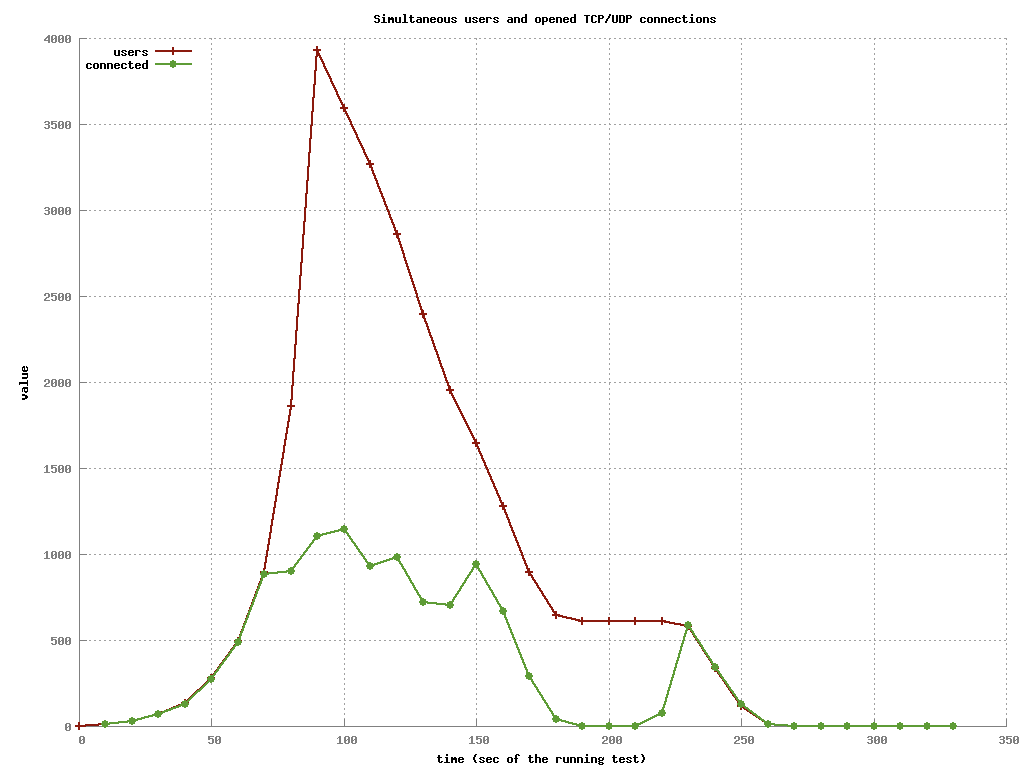 Simultaneous users and opened TCP/UDP connections
users
connected
4000
3500
3000
2500
2000
1500
1000
500
0
value
0 50 100 150 200 250 300 350
time (sec of the running test)